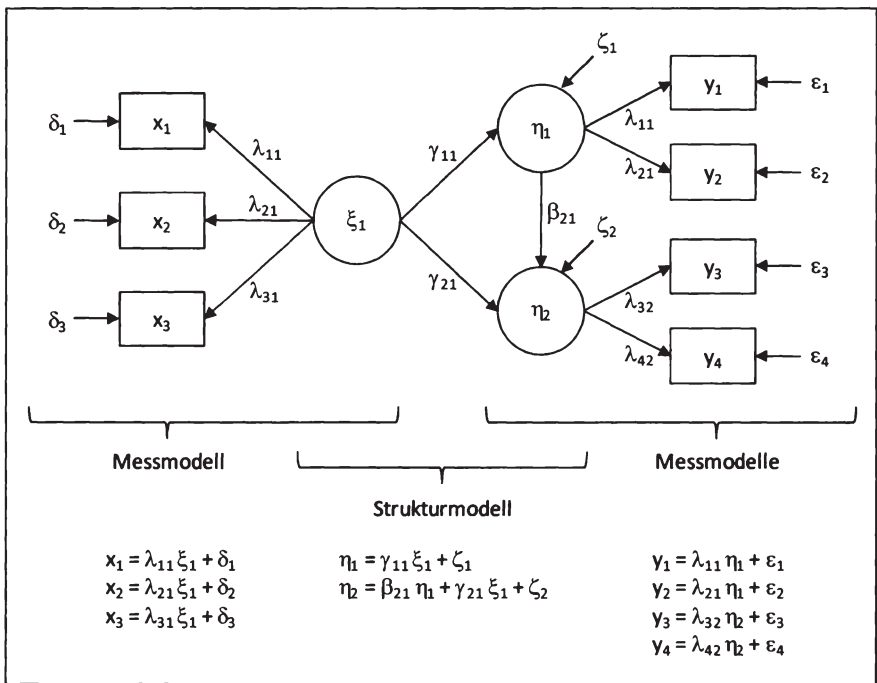 ζ₁
δ₁ x₁ λ₁₁ γ₁₁ η₁ λ₁₁ y₁ ε₁
λ₂₁ y₂ ε₂
δ₂ x₂ λ₂₁ ξ₁ β₂₁
ζ₂
δ₃ x₃ λ₃₁ γ₂₁ η₂ λ₃₂ y₃ ε₃
λ₄₂ y₄ ε₄
Messmodell
Messmodelle
Strukturmodell
x₁ = λ₁₁ ξ₁ + δ₁
x₂ = λ₂₁ ξ₁ + δ₂
x₃ = λ₃₁ ξ₁ + δ₃
η₁ = γ₁₁ ξ₁ + ζ₁
η₂ = β₂₁ η₁ + γ₂₁ ξ₁ + ζ₂
y₁ = λ₁₁ η₁ + ε₁
y₂ = λ₂₁ η₁ + ε₂
y₃ = λ₃₂ η₂ + ε₃
y₄ = λ₄₂ η₂ + ε₄